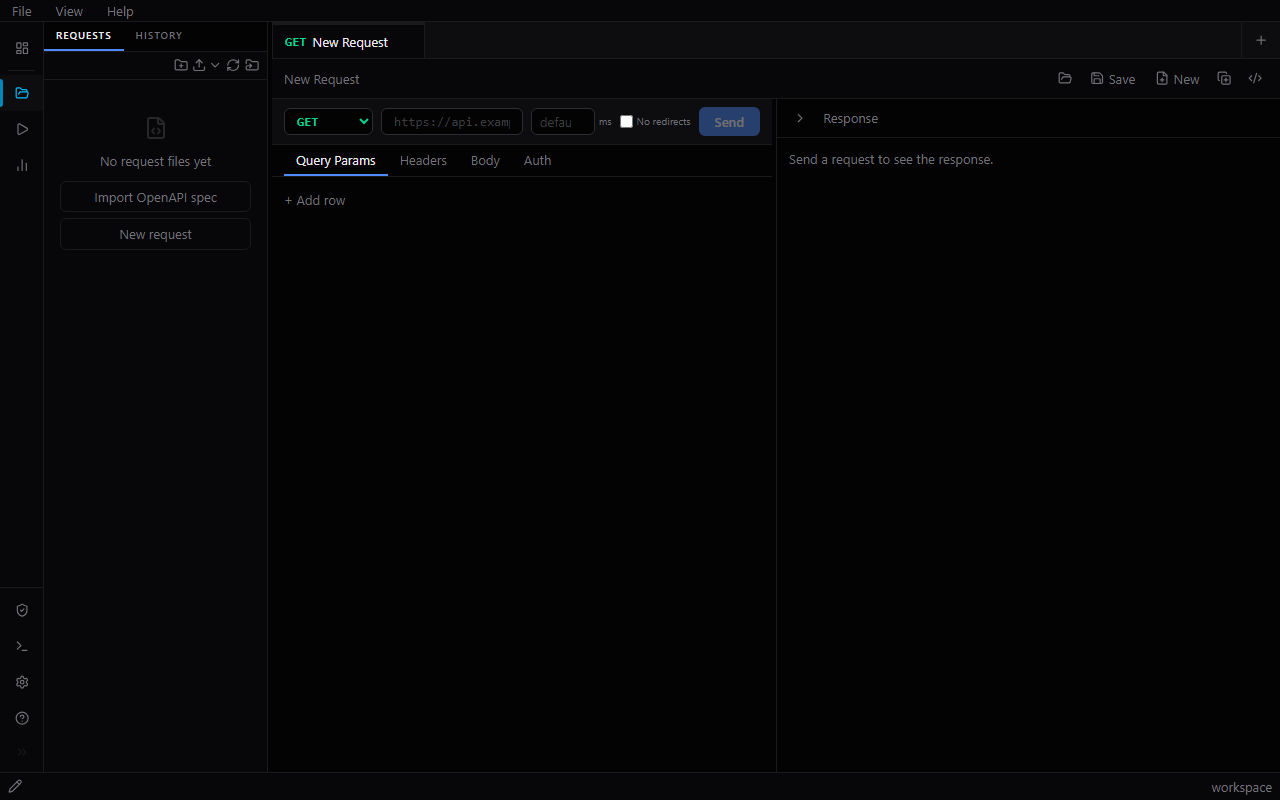 File View Help
REQUESTS HISTORY
GET New Request
New Request
Save New
GET https://api.examp defau ms No redirects Send
Response
Query Params Headers Body Auth
Send a request to see the response.
No request files yet
Import OpenAPI spec
New request
+ Add row
workspace